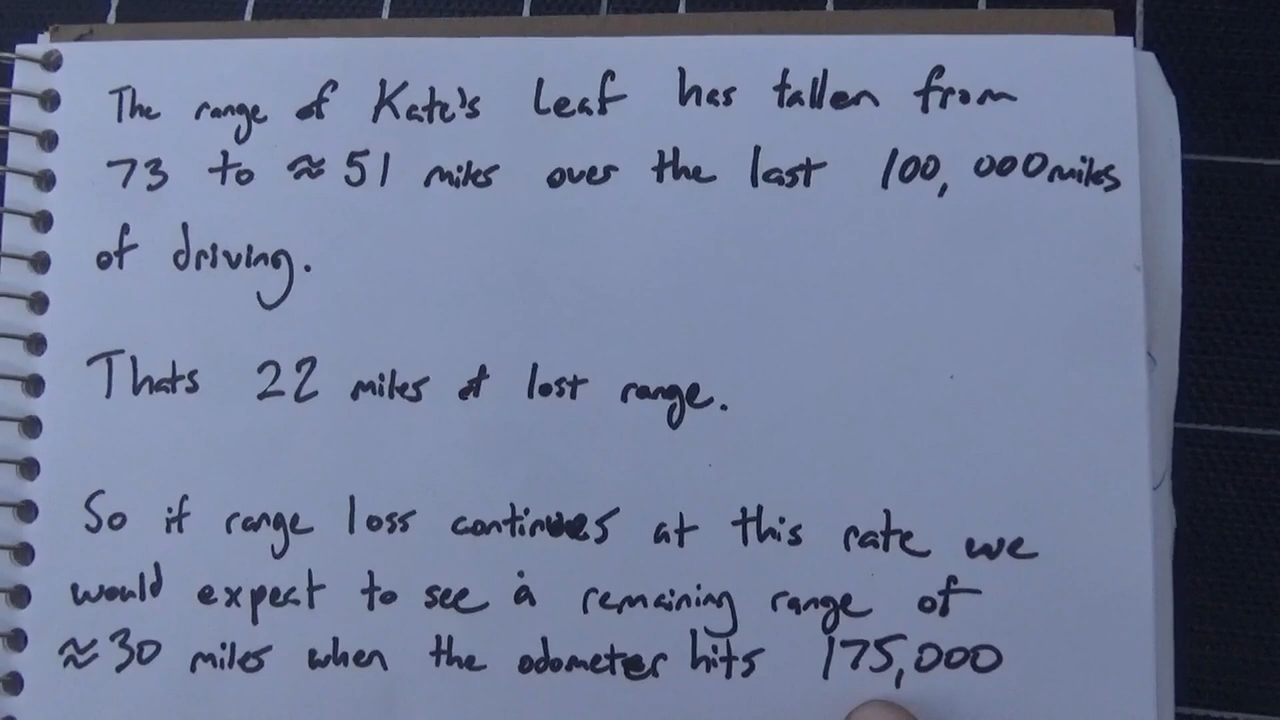 The range of Kate's Leaf has fallen from
73 to ≈ 51 miles over the last 100,000 miles
of driving.
Thats 22 miles of lost range.
So if range loss continues at this rate we
would expect to see a remaining range of
≈30 miles when the odometer hits 175,000